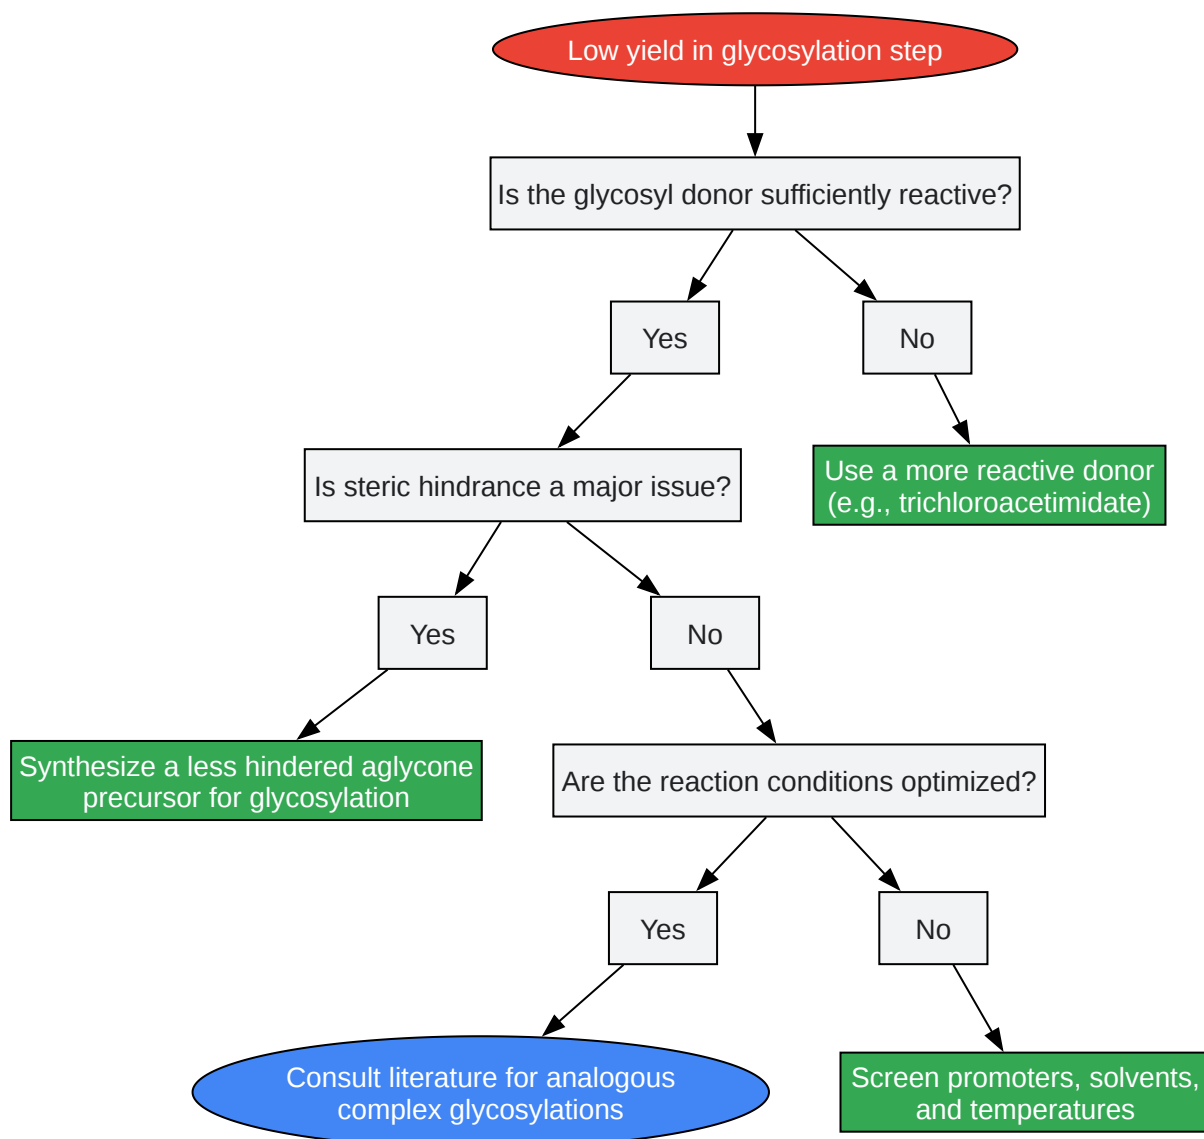 Low yield in glycosylation step
Is the glycosyl donor sufficiently reactive?
Yes
No
Is steric hindrance a major issue?
Use a more reactive donor
(e.g., trichloroacetimidate)
Yes
No
Synthesize a less hindered aglycone
precursor for glycosylation
Are the reaction conditions optimized?
Yes
No
Consult literature for analogous
complex glycosylations
Screen promoters, solvents,
and temperatures